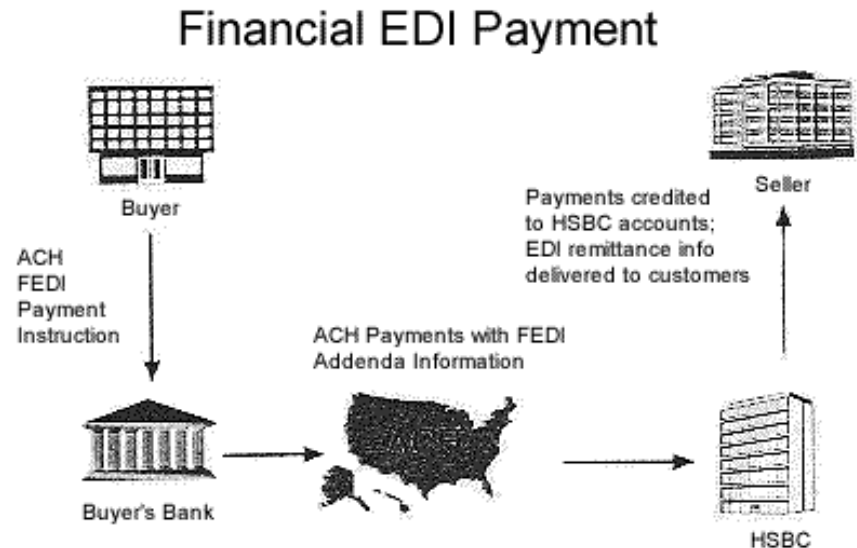 Financial EDI Payment
Buyer
Seller
Payments credited
to HSBC accounts;
EDI remittance info
delivered to customers
ACH
FEDI
Payment
Instruction
ACH Payments with FEDI
Addenda Information
Buyer's Bank
HSBC